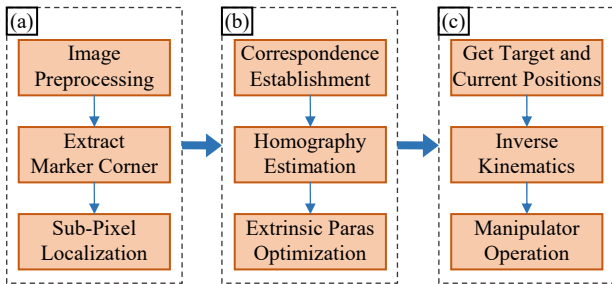 (a)
Image
Preprocessing
Extract
Marker Corner
Sub-Pixel
Localization
(b)
Correspondence
Establishment
Homography
Estimation
Extrinsic Paras
Optimization
(c)
Get Target and
Current Positions
Inverse
Kinematics
Manipulator
Operation